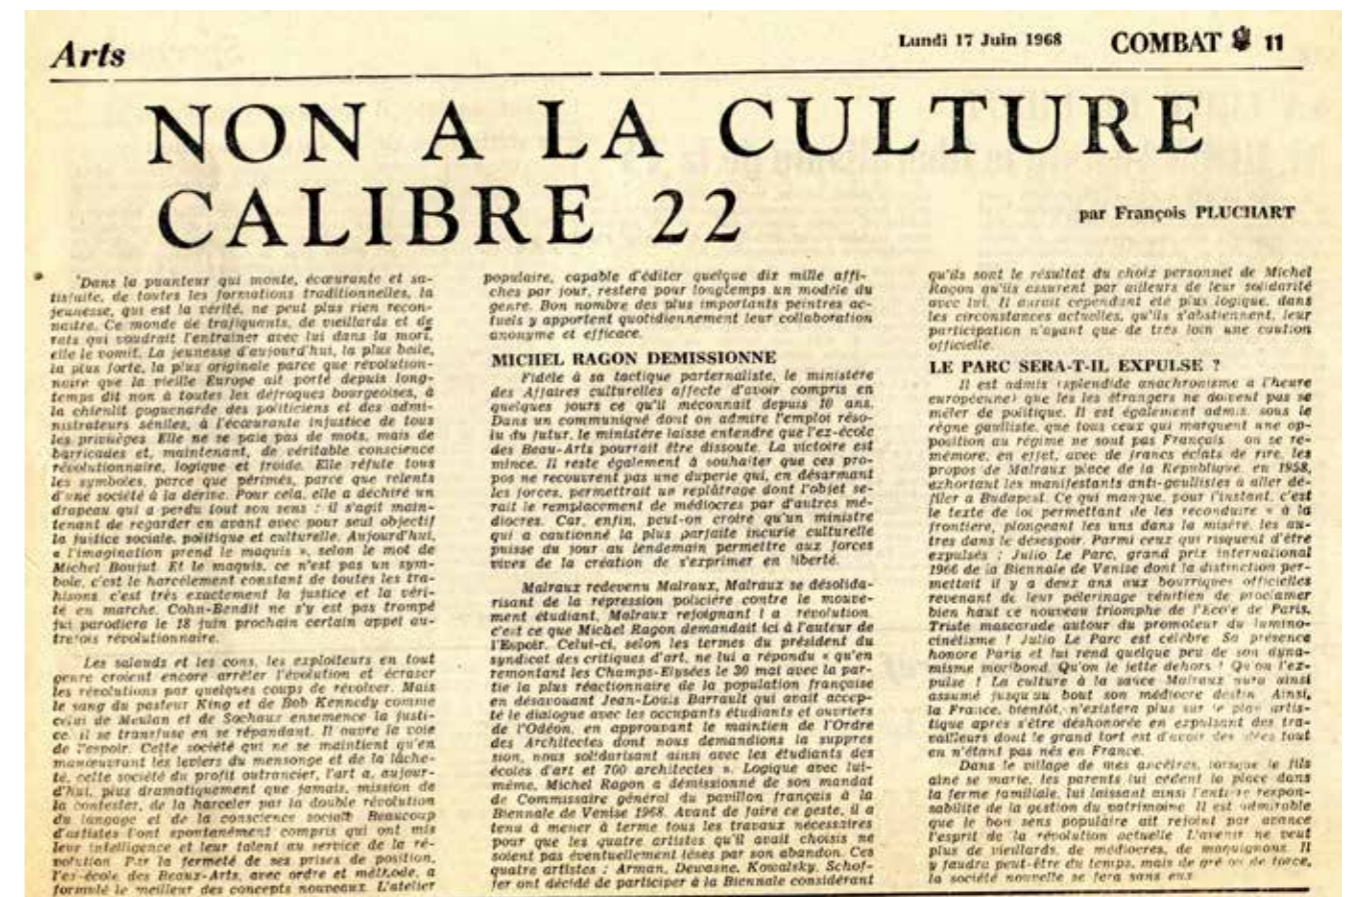 Arts
Lundi 17 Juin 1968 COMBAT 11
NON A LA CULTURE
CALIBRE 22
par François PLUCHART
"Dans la puanteur qui monte, écœurante et sa-
tisfaite, de toutes les formations traditionnelles, la
jeunesse, qui est la vérité, ne peut plus rien recon-
naitre. Ce monde de trafiquants, de vieillards et de
rats qui voudrait l'entrainer avec lui dans la mort,
elle le vomit. La jeunesse d'aujourd'hui, la plus belle,
la plus forte, la plus originale parce que révolution-
naire que la vieille Europe ait porté depuis long-
temps dit non à toutes les défroques bourgeoises, à
la chienlit goguenarde des politiciens et des admi-
nistrateurs séniles, à l'écœurante injustice de tous
les privilèges Elle ne se paie pas de mots, mais de
barricades et, maintenant, de véritable conscience
révolutionnaire, logique et froide. Elle réfute tous
les symboles, parce que périmés, parce que relents
d'une société à la dérive. Pour cela, elle a déchiré un
drapeau qui a perdu tout son sens : il s'agit main-
tenant de regarder en avant avec pour seul objectif
la justice sociale, politique et culturelle. Aujourd'hui,
« l'imagination prend le maquis », selon le mot de
Michel Boujut. Et le maquis, ce n'est pas un sym-
bole, c'est le harcèlement constant de toutes les tra-
hisons, c'est très exactement la justice et la véri-
té en marche. Cohn-Bendit ne s'y est pas trompé
qui parodiera le 18 juin prochain certain appel au-
trefois révolutionnaire.
Les salauds et les cons, les exploiteurs en tout
genre croient encore arrêter l'évolution et écraser
les révolutions par quelques coups de révolver. Mais
le sang du pasteur King et de Bob Kennedy comme
celui de Meulan et de Sochaux ensemence la justi-
ce, il se transfuse en se répandant. Il ouvre la voie
de l'espoir. Cette société qui ne se maintient qu'en
manœuvrant les leviers du mensonge et de la lâche-
té, cette société du profit outrancier, l'art a, aujour-
d'hui, plus dramatiquement que jamais, mission de
la contester, de la harceler par la double révolution
du langage et de la conscience sociale Beaucoup
d'artistes l'ont spontanément compris qui ont mis
leur intelligence et leur talent au service de la ré-
volution. Par la fermeté de ses prises de position,
l'ex-école des Beaux-Arts, avec ordre et méthode, a
formulé le meilleur des concepts nouveaux. L'atelier
populaire, capable d'éditer quelque dix mille affi-
ches par jour, restera pour longtemps un modèle du
genre. Bon nombre des plus importants peintres ac-
tuels y apportent quotidiennement leur collaboration
anonyme et efficace.
MICHEL RAGON DEMISSIONNE
Fidèle à sa tactique parternaliste, le ministère
des Affaires culturelles affecte d'avoir compris en
quelques jours ce qu'il méconnait depuis 10 ans.
Dans un communiqué dont on admire l'emploi réso-
lu du futur, le ministère laisse entendre que l'ex-école
des Beau-Arts pourrait être dissoute. La victoire est
mince. Il reste également à souhaiter que ces pro-
pos ne recouvrent pas une duperie qui, en désarmant
les forces, permettrait un replâtrage dont l'objet se-
rait le remplacement de médiocres par d'autres mé-
diocres. Car, enfin, peut-on croire qu'un ministre
qui a cautionné la plus parfaite incurie culturelle
puisse du jour au lendemain permettre aux forces
vives de la création de s'exprimer en liberté.
Malraux redevenu Malraux, Malraux se désolida-
risant de la répression policière contre le mouve-
ment étudiant, Malraux rejoignant la révolution,
c'est ce que Michel Ragon demandait ici à l'auteur de
l'Espoir. Celui-ci, selon les termes du président du
syndicat des critiques d'art, ne lui a répondu « qu'en
remontant les Champs-Elysées le 30 mai avec la par-
tie la plus réactionnaire de la population française
en désavouant Jean-Louis Barrault qui avait accep-
té le dialogue avec les occupants étudiants et ouvriers
de l'Odéon, en approuvant le maintien de l'Ordre
des Architectes dont nous demandions la suppres
sion, nous solidarisant ainsi avec les étudiants des
écoles d'art et 700 architectes ». Logique avec lui-
même, Michel Ragon a démissionné de son mandat
de Commissaire général du pavillon français à la
Biennale de Venise 1968. Avant de faire ce geste, il a
tenu à mener à terme tous les travaux nécessaires
pour que les quatre artistes qu'il avait choisis ne
soient pas éventuellement lésés par son abandon. Ces
quatre artistes : Arman, Dewasne, Kowalsky, Schof-
fer ont décidé de participer à la Biennale considérant
qu'ils sont le résultat du choix personnel de Michel
Ragon qu'ils assurent par ailleurs de leur solidarité
avec lui. Il aurait cependant été plus logique, dans
les circonstances actuelles, qu'ils s'abstiennent, leur
participation n'ayant que de très loin une caution
officielle.
LE PARC SERA-T-IL EXPULSE ?
Il est admis (splendide anachronisme a l'heure
européenne) que les les étrangers ne doivent pas se
mêler de politique. Il est également admis, sous le
règne gaulliste, que tous ceux qui marquent une op-
position au régime ne sont pas Français on se re-
mémore, en effet, avec de francs éclats de rire, les
propos de Malraux place de la République, en 1958,
exhortant les manifestants anti-gaullistes à aller dé-
filer a Budapest. Ce qui manque, pour l'instant, c'est
le texte de loi permettant de les reconduire « à la
frontière, plongeant les uns dans la misère, les au-
tres dans le désespoir. Parmi ceux qui risquent d'être
expulsés : Julio Le Parc, grand prix international
1966 de la Biennale de Venise dont la distinction per-
mettait il y a deux ans aux bourriques officielles
revenant de leur pèlerinage vénitien de proclamer
bien haut ce nouveau triomphe de l'Ecole de Paris.
Triste mascarade autour du promoteur du lumino-
cinétisme ! Julio Le Parc est célèbre Sa présence
honore Paris et lui rend quelque peu de son dyna-
misme moribond. Qu'on le jette dehors ! Qu'on l'ex-
pulse ! La culture à la sauce Malraux aura ainsi
assumé jusqu'au bout son médiocre destin. Ainsi,
la France, bientôt, n'existera plus sur le plan artis-
tique apres s'être déshonorée en expulsant des tra-
vailleurs dont le grand tort est d'avoir des idées tout
en n'étant pas nés en France.
Dans le village de mes ancêtres, lorsque le fils
aîné se marie, les parents lui cèdent la place dans
la ferme familiale, lui laissant ainsi l'entière respon-
sabilité de la gestion du patrimoine Il est admirable
que le bon sens populaire ait rejoint par avance
l'esprit de la révolution actuelle L'avenir ne veut
plus de vieillards, de médiocres, de maquignons. Il
y faudra peut-être du temps, mais de gré ou de force,
la société nouvelle se fera sans eux